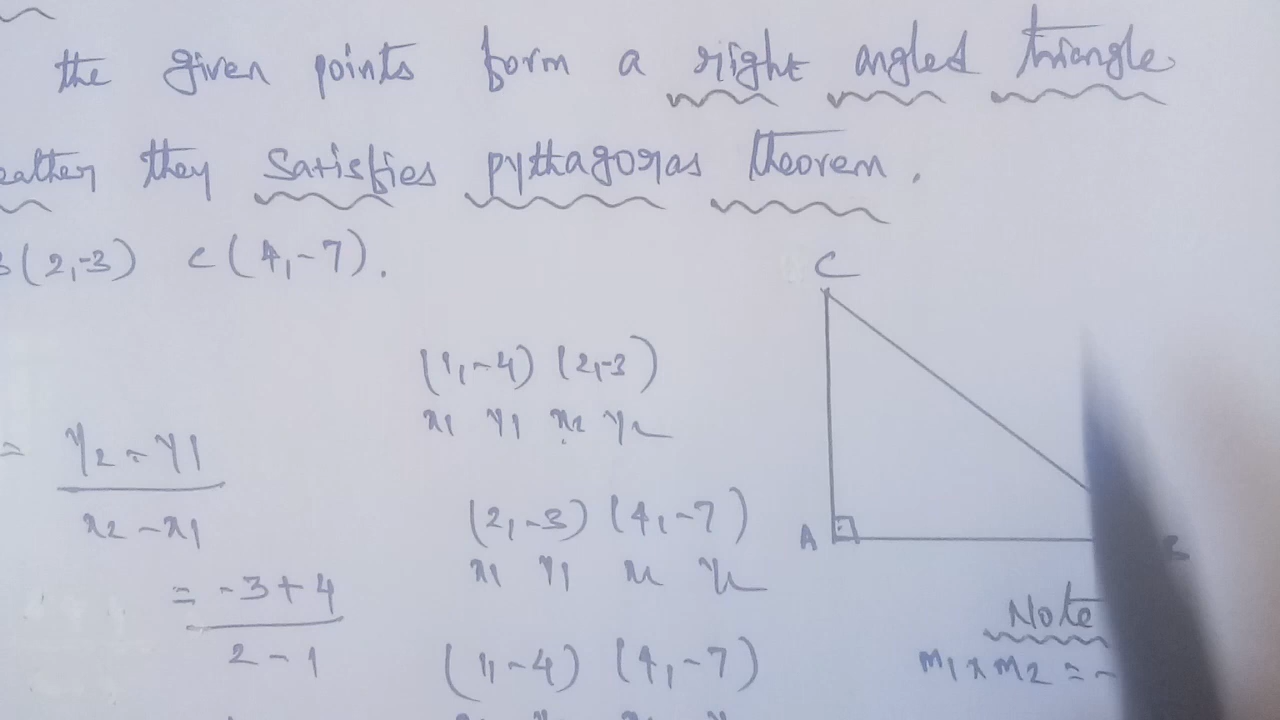 the given points form a right angled triangle
they satisfies pythagoras theorem.
(2,-3) C(4,-7).
C
(1,-4) (2,-3)
x1 y1 x2 y2
= y2-y1
x2-x1
(2,-3) (4,-7)
x1 y1 x2 y2
A
= -3+4
2-1
Note
(1,-4) (4,-7)
m1 x m2 = -